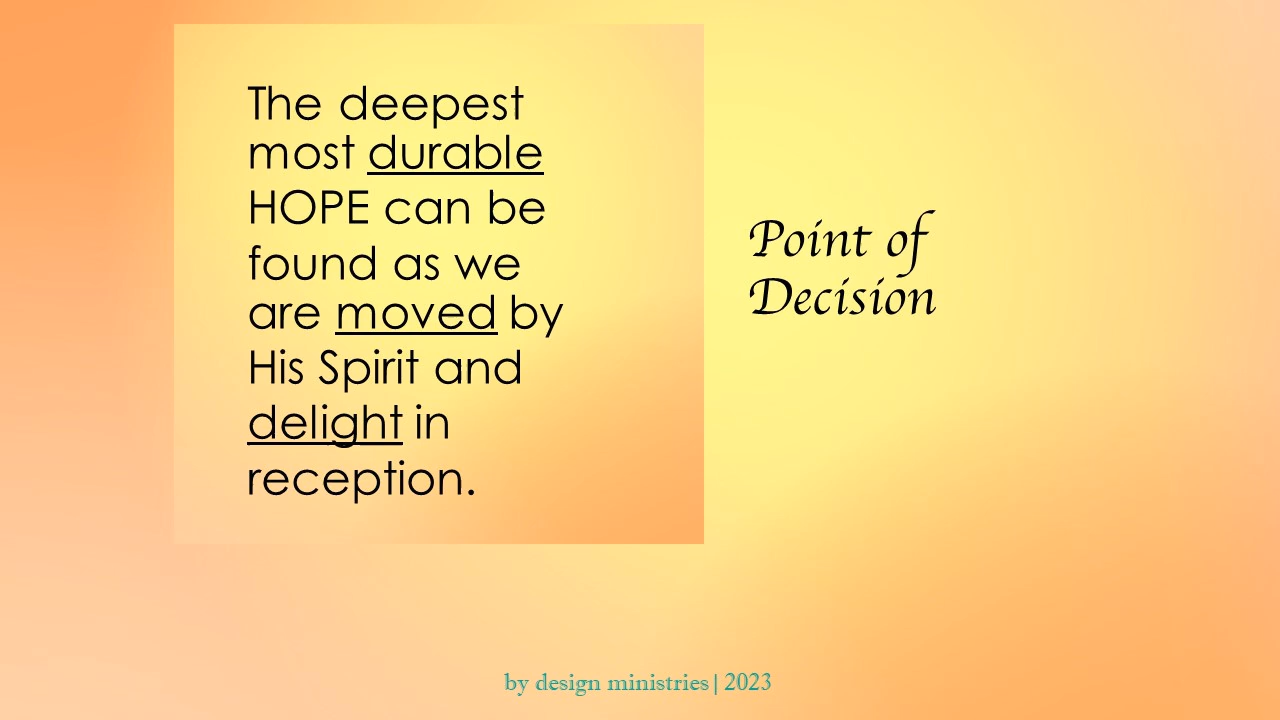 The deepest
most durable
HOPE can be
found as we
are moved by
His Spirit and
delight in
reception.
Point of
Decision
by design ministries | 2023